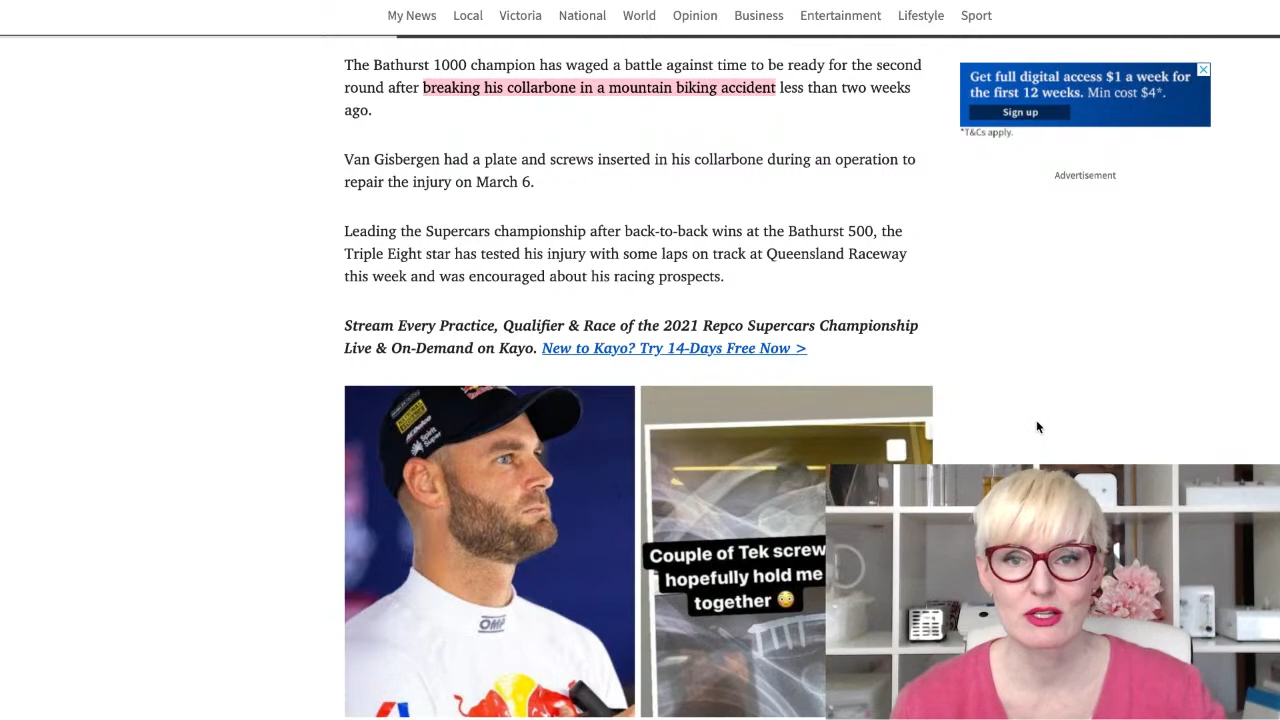 My News Local Victoria National World Opinion Business Entertainment Lifestyle Sport
The Bathurst 1000 champion has waged a battle against time to be ready for the second
round after breaking his collarbone in a mountain biking accident less than two weeks
ago.
Van Gisbergen had a plate and screws inserted in his collarbone during an operation to
repair the injury on March 6.
Leading the Supercars championship after back-to-back wins at the Bathurst 500, the
Triple Eight star has tested his injury with some laps on track at Queensland Raceway
this week and was encouraged about his racing prospects.
Stream Every Practice, Qualifier & Race of the 2021 Repco Supercars Championship
Live & On-Demand on Kayo. New to Kayo? Try 14-Days Free Now >
Get full digital access $1 a week for
the first 12 weeks. Min cost $4*.
Sign up
*T&Cs apply.
Advertisement
Spirit
Super
OMP
Couple of Tek screw
hopefully hold me
together 😳